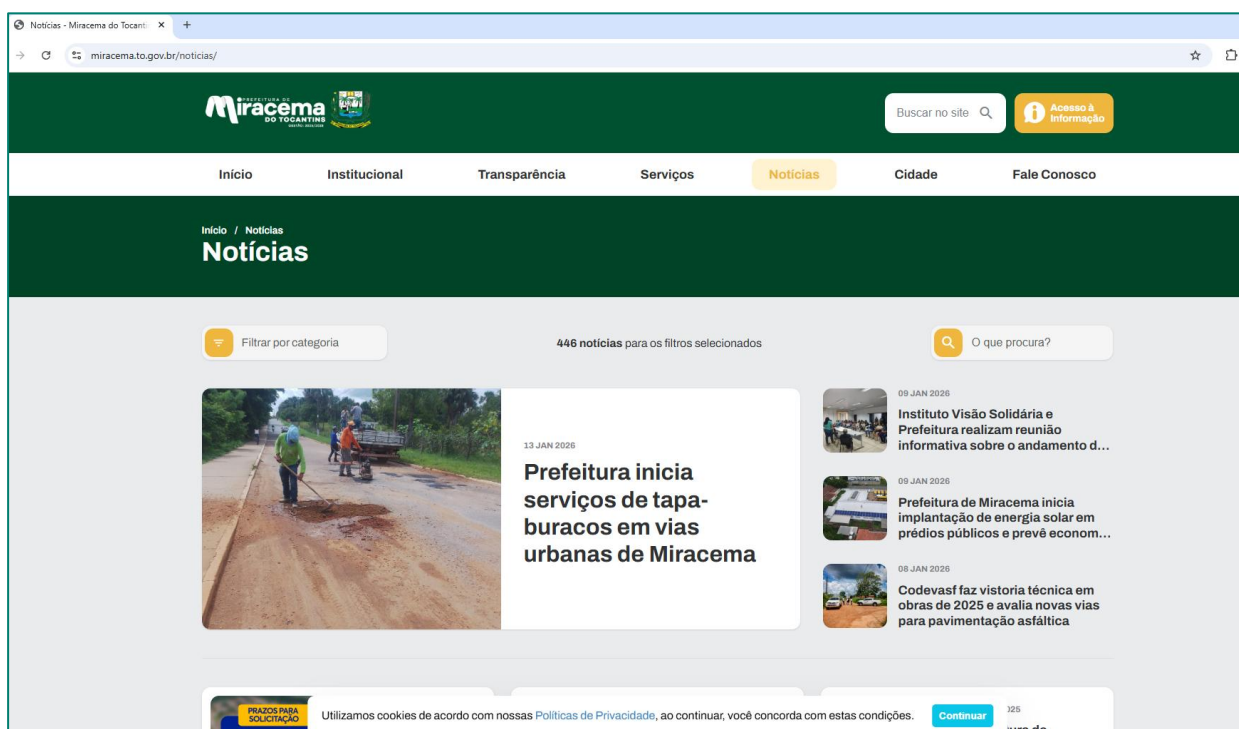 Notícias - Miracema do Tocanti
miracema.to.gov.br/noticias/
PREFEITURA DE
Miracema
DO TOCANTINS
Buscar no site
Acesso à
Informação
Início Institucional Transparência Serviços Notícias Cidade Fale Conosco
Início / Notícias
Notícias
Filtrar por categoria
446 notícias para os filtros selecionados
O que procura?
13 JAN 2026
Prefeitura inicia
serviços de tapa-
buracos em vias
urbanas de Miracema
09 JAN 2026
Instituto Visão Solidária e
Prefeitura realizam reunião
informativa sobre o andamento d...
09 JAN 2026
Prefeitura de Miracema inicia
implantação de energia solar em
prédios públicos e prevê econom...
08 JAN 2026
Codevasf faz vistoria técnica em
obras de 2025 e avalia novas vias
para pavimentação asfáltica
PRAZOS PARA
SOLICITAÇÃO
Utilizamos cookies de acordo com nossas Políticas de Privacidade, ao continuar, você concorda com estas condições.
Continuar